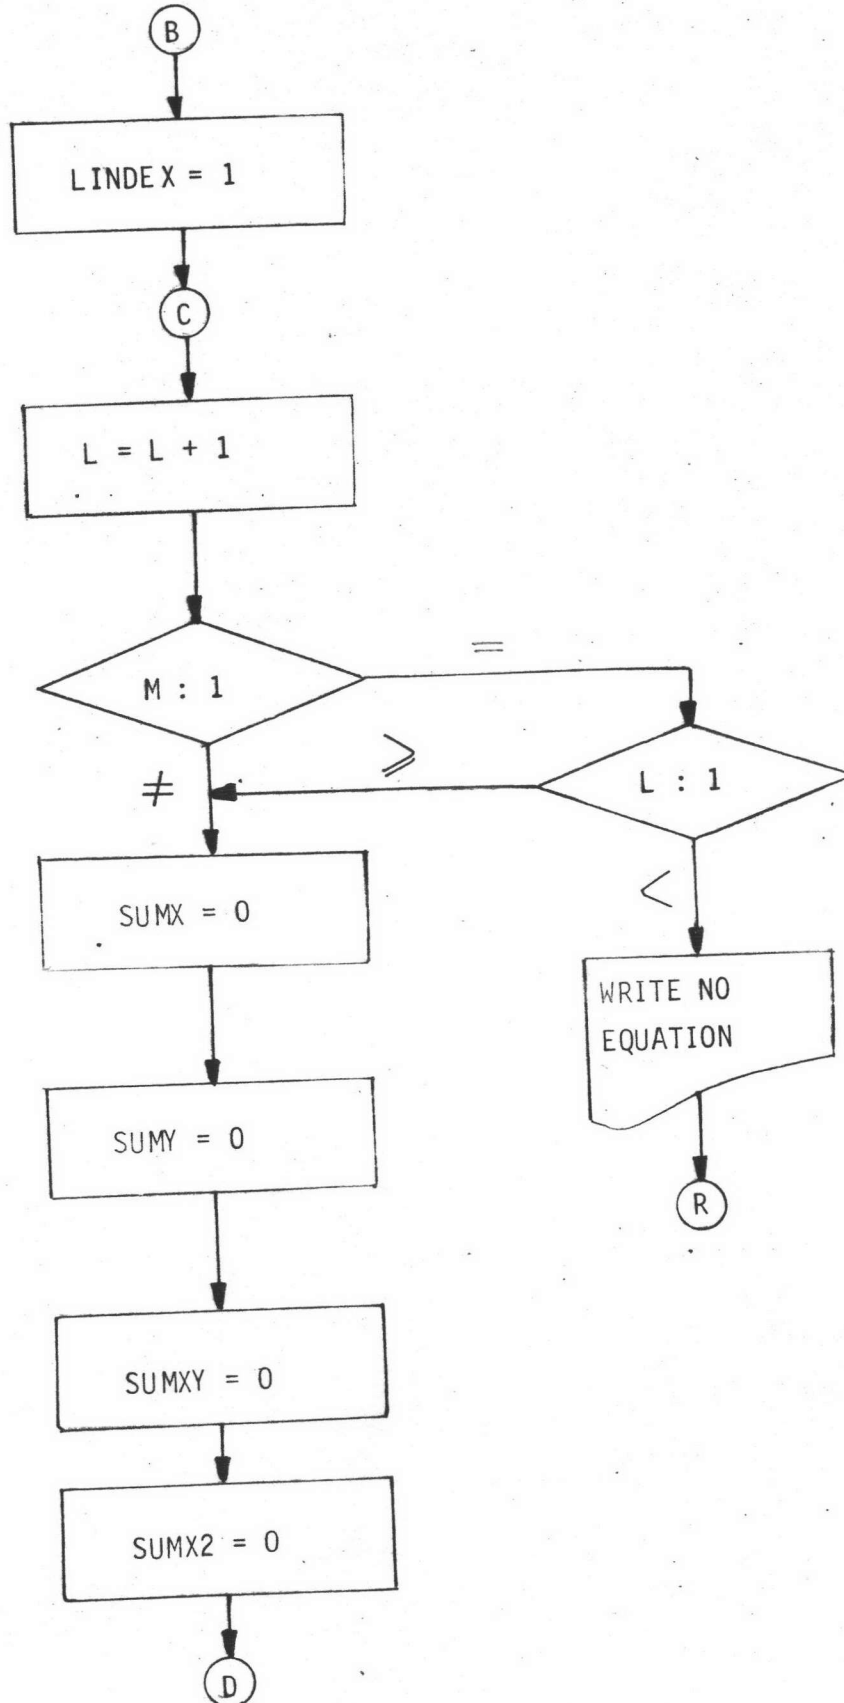 B
LINDEX = 1
C
L = L + 1
M : 1
=
≠
⩾
L : 1
<
SUMX = 0
WRITE NO
EQUATION
SUMY = 0
R
SUMXY = 0
SUMX2 = 0
D